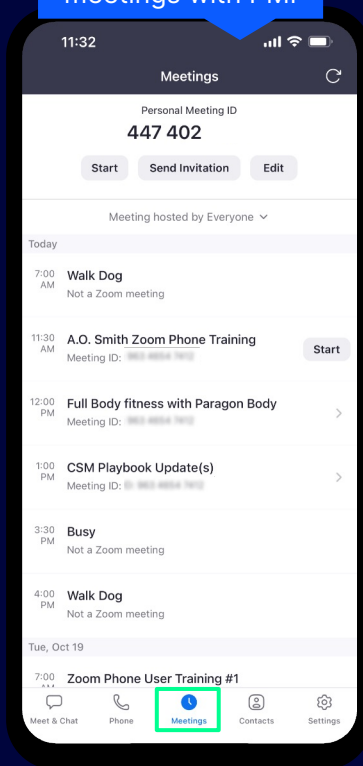 meetings with PMI.
11:32
Meetings
Personal Meeting ID
447 402
Start Send Invitation Edit
Meeting hosted by Everyone
Today
7:00 AM Walk Dog
Not a Zoom meeting
11:30 AM A.O. Smith Zoom Phone Training
Meeting ID:
Start
12:00 PM Full Body fitness with Paragon Body
Meeting ID:
1:00 PM CSM Playbook Update(s)
Meeting ID:
3:30 PM Busy
Not a Zoom meeting
4:00 PM Walk Dog
Not a Zoom meeting
Tue, Oct 19
7:00 Zoom Phone User Training #1
Meet & Chat Phone Meetings Contacts Settings